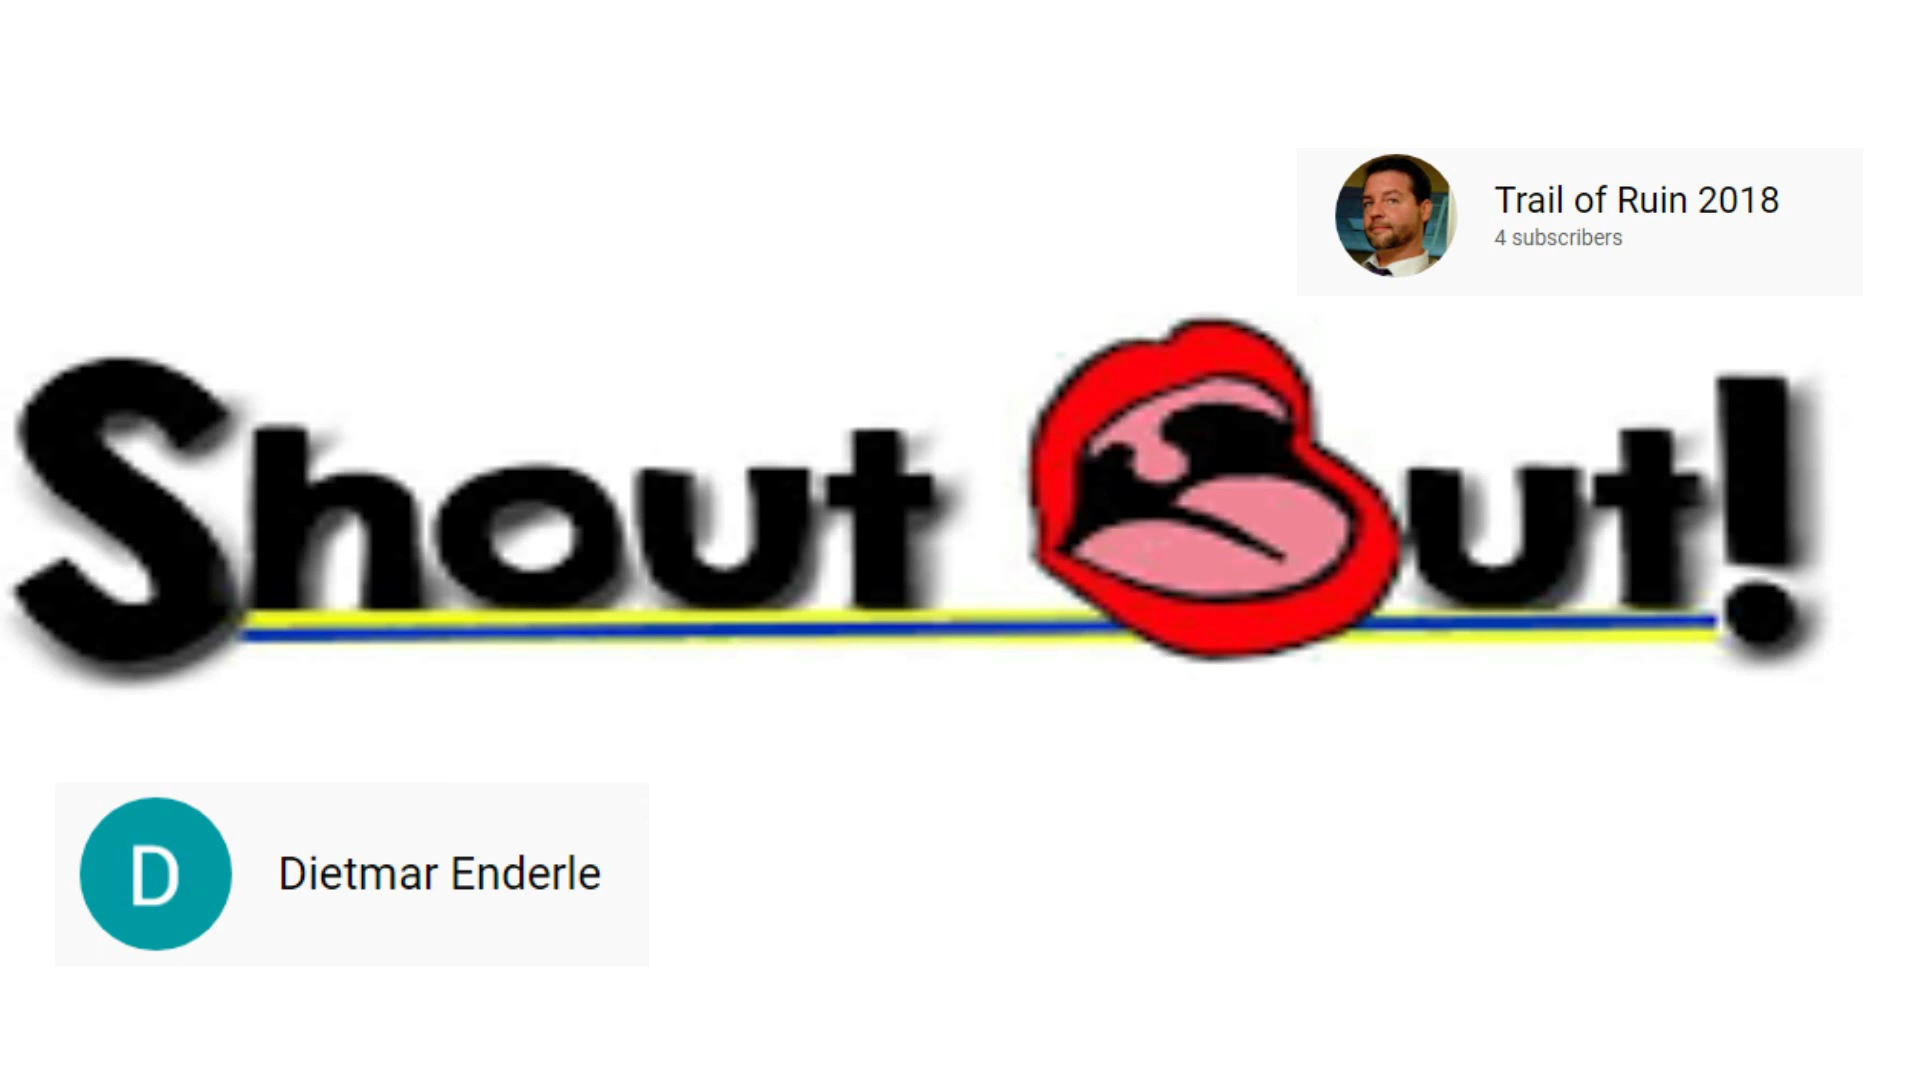 Trail of Ruin 2018
4 subscribers
Shout Out!
D
Dietmar Enderle